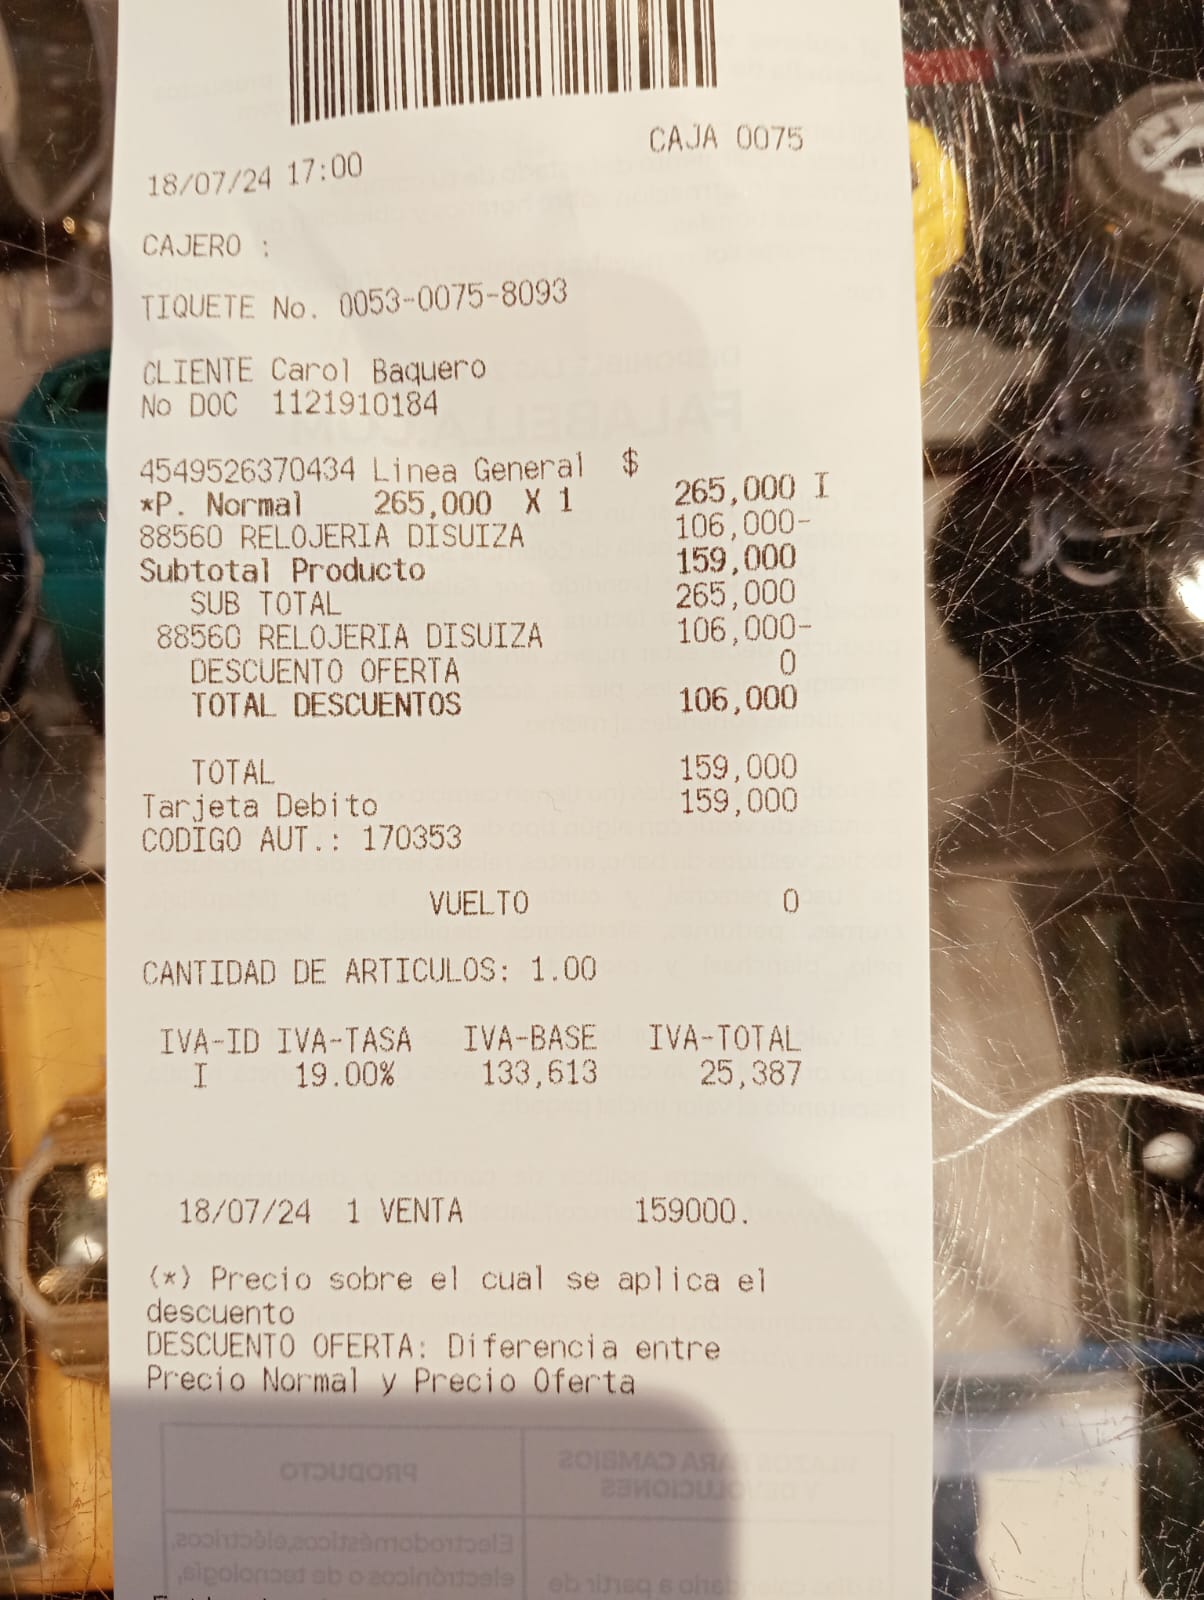 CAJA 0075
18/07/24 17:00
CAJERO :
TIQUETE No. 0053-0075-8093
CLIENTE Carol Baquero
No DOC 1121910184
4549526370434 Linea General $
*P. Normal 265,000 X 1 265,000 I
88560 RELOJERIA DISUIZA 106,000-
Subtotal Producto 159,000
SUB TOTAL 265,000
88560 RELOJERIA DISUIZA 106,000-
DESCUENTO OFERTA 0
TOTAL DESCUENTOS 106,000
TOTAL 159,000
Tarjeta Debito 159,000
CODIGO AUT.: 170353
VUELTO 0
CANTIDAD DE ARTICULOS: 1.00
IVA-ID IVA-TASA IVA-BASE IVA-TOTAL
I 19.00% 133,613 25,387
18/07/24 1 VENTA 159000.
(*) Precio sobre el cual se aplica el
descuento
DESCUENTO OFERTA: Diferencia entre
Precio Normal y Precio Oferta